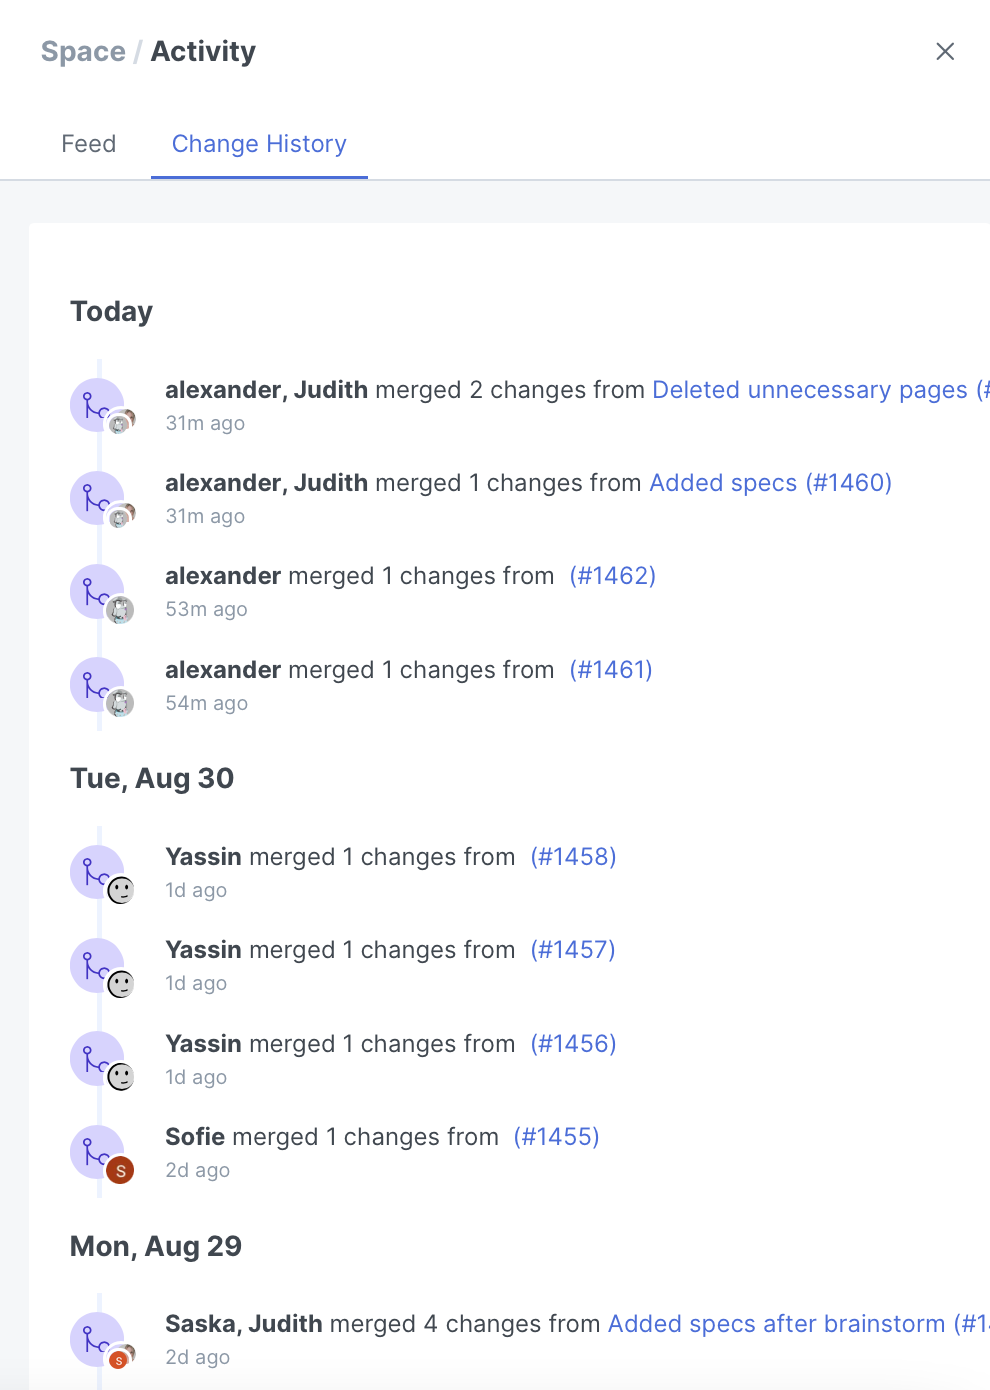 Space / Activity
Feed Change History
Today
alexander, Judith merged 2 changes from Deleted unnecessary pages (#
31m ago
alexander, Judith merged 1 changes from Added specs (#1460)
31m ago
alexander merged 1 changes from (#1462)
53m ago
alexander merged 1 changes from (#1461)
54m ago
Tue, Aug 30
Yassin merged 1 changes from (#1458)
1d ago
Yassin merged 1 changes from (#1457)
1d ago
Yassin merged 1 changes from (#1456)
1d ago
Sofie merged 1 changes from (#1455)
S
2d ago
Mon, Aug 29
Saska, Judith merged 4 changes from Added specs after brainstorm (#1
S
2d ago